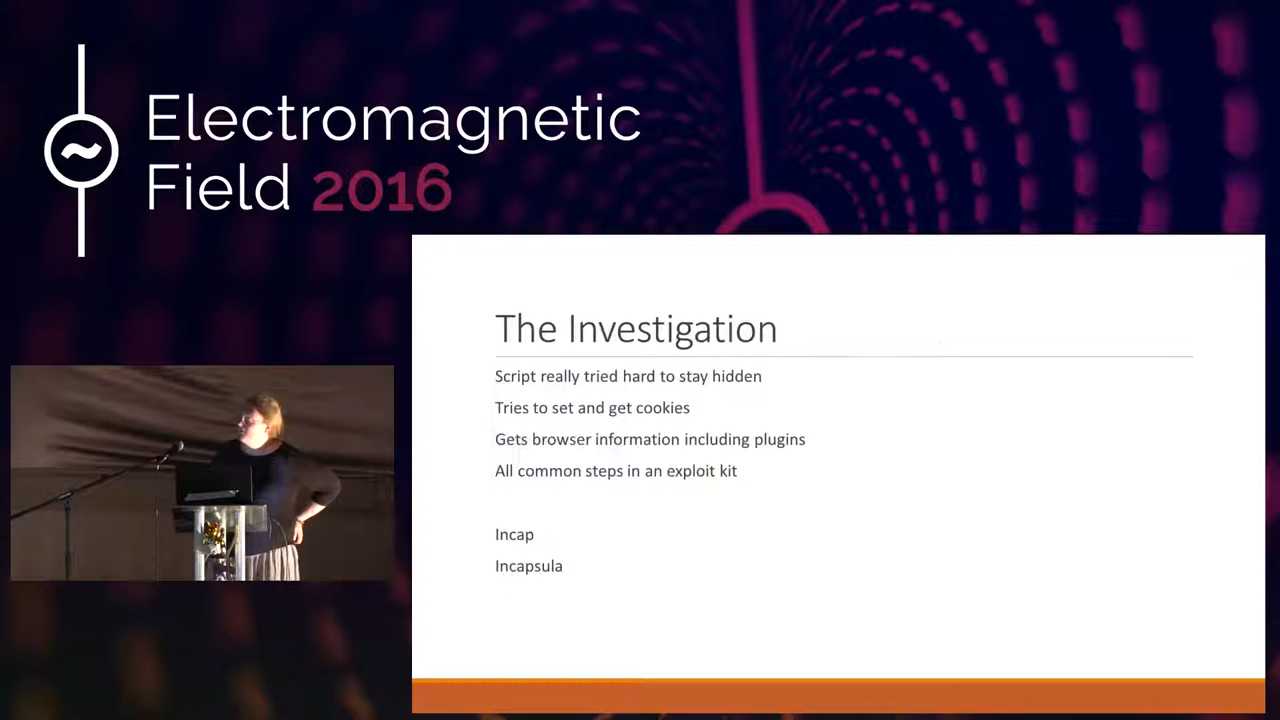 Electromagnetic
Field 2016
The Investigation
Script really tried hard to stay hidden
Tries to set and get cookies
Gets browser information including plugins
All common steps in an exploit kit
Incap
Incapsula